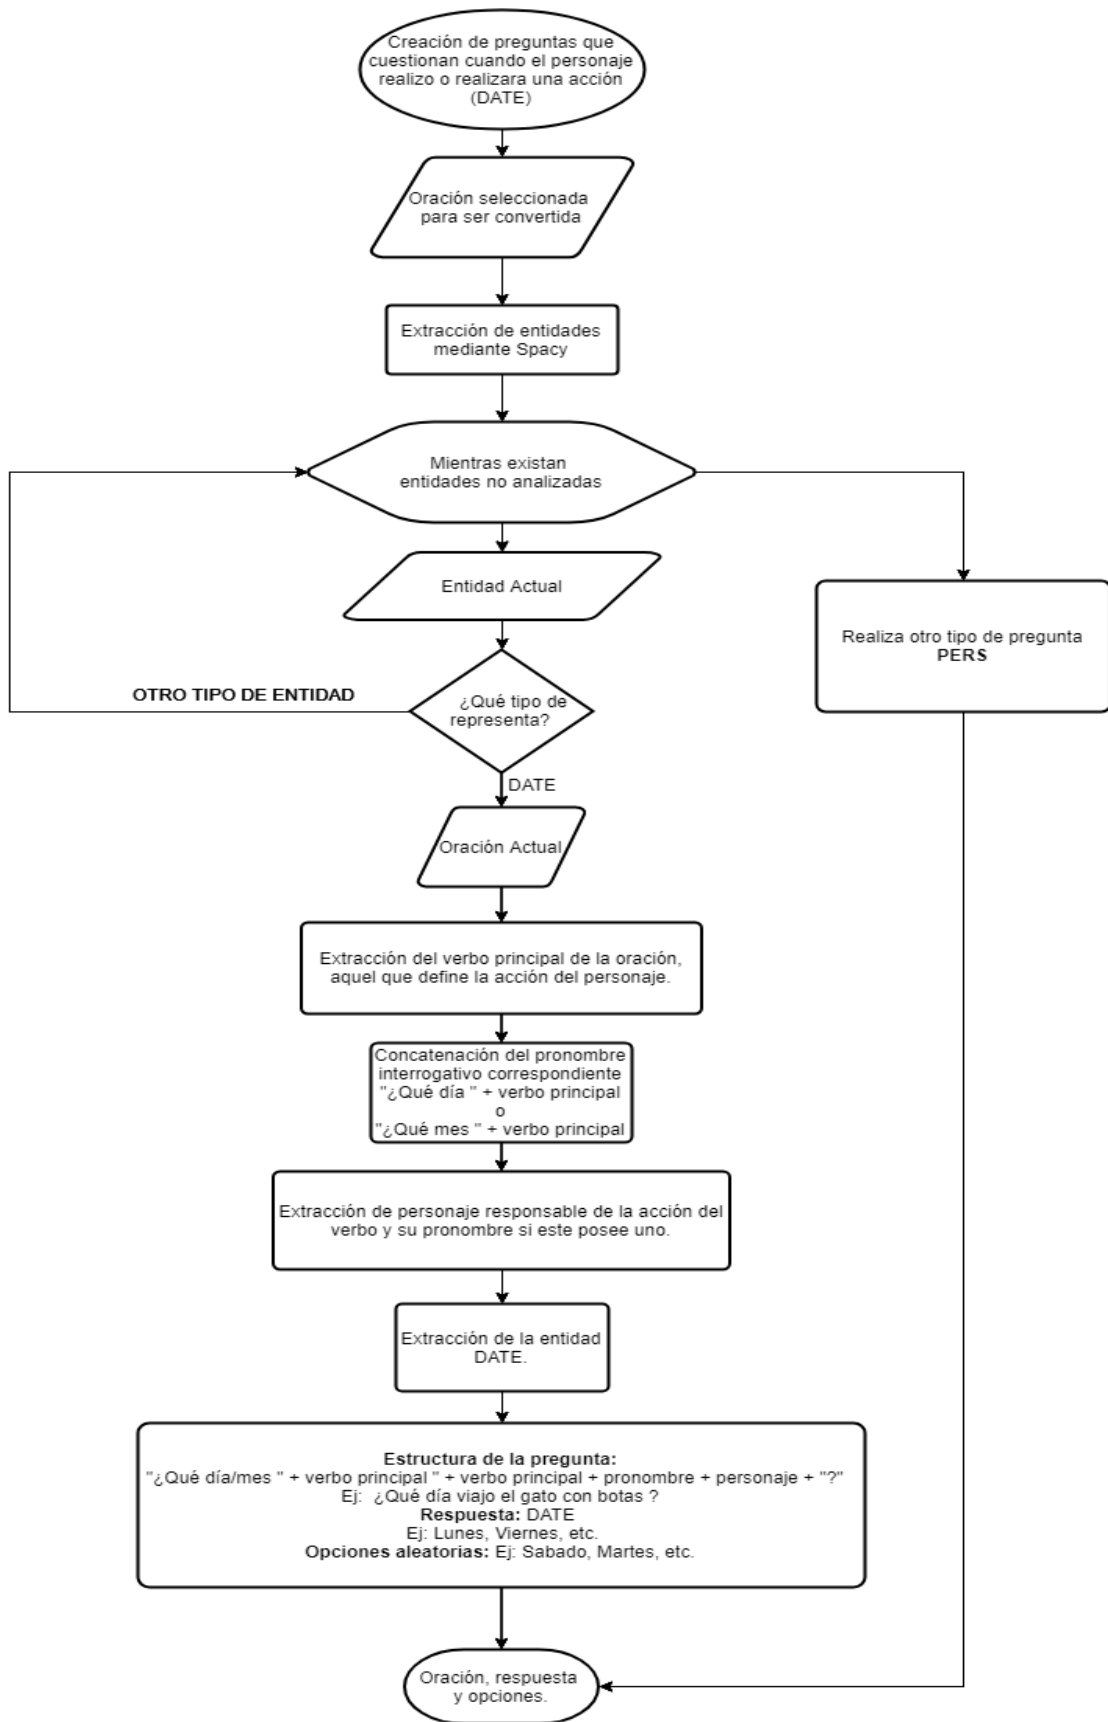 Creación de preguntas que
cuestionan cuando el personaje
realizo o realizara una acción
(DATE)
Oración seleccionada
para ser convertida
Extracción de entidades
mediante Spacy
Mientras existan
entidades no analizadas
Entidad Actual
Realiza otro tipo de pregunta
PERS
OTRO TIPO DE ENTIDAD
¿Qué tipo de
representa?
DATE
Oración Actual
Extracción del verbo principal de la oración,
aquel que define la acción del personaje.
Concatenación del pronombre
interrogativo correspondiente
"¿Qué día " + verbo principal
o
"¿Qué mes " + verbo principal
Extracción de personaje responsable de la acción del
verbo y su pronombre si este posee uno.
Extracción de la entidad
DATE.
Estructura de la pregunta:
"¿Qué día/mes " + verbo principal " + verbo principal + pronombre + personaje + "?"
Ej:  ¿Qué día viajo el gato con botas ?
Respuesta: DATE
Ej: Lunes, Viernes, etc.
Opciones aleatorias: Ej: Sabado, Martes, etc.
Oración, respuesta
y opciones.